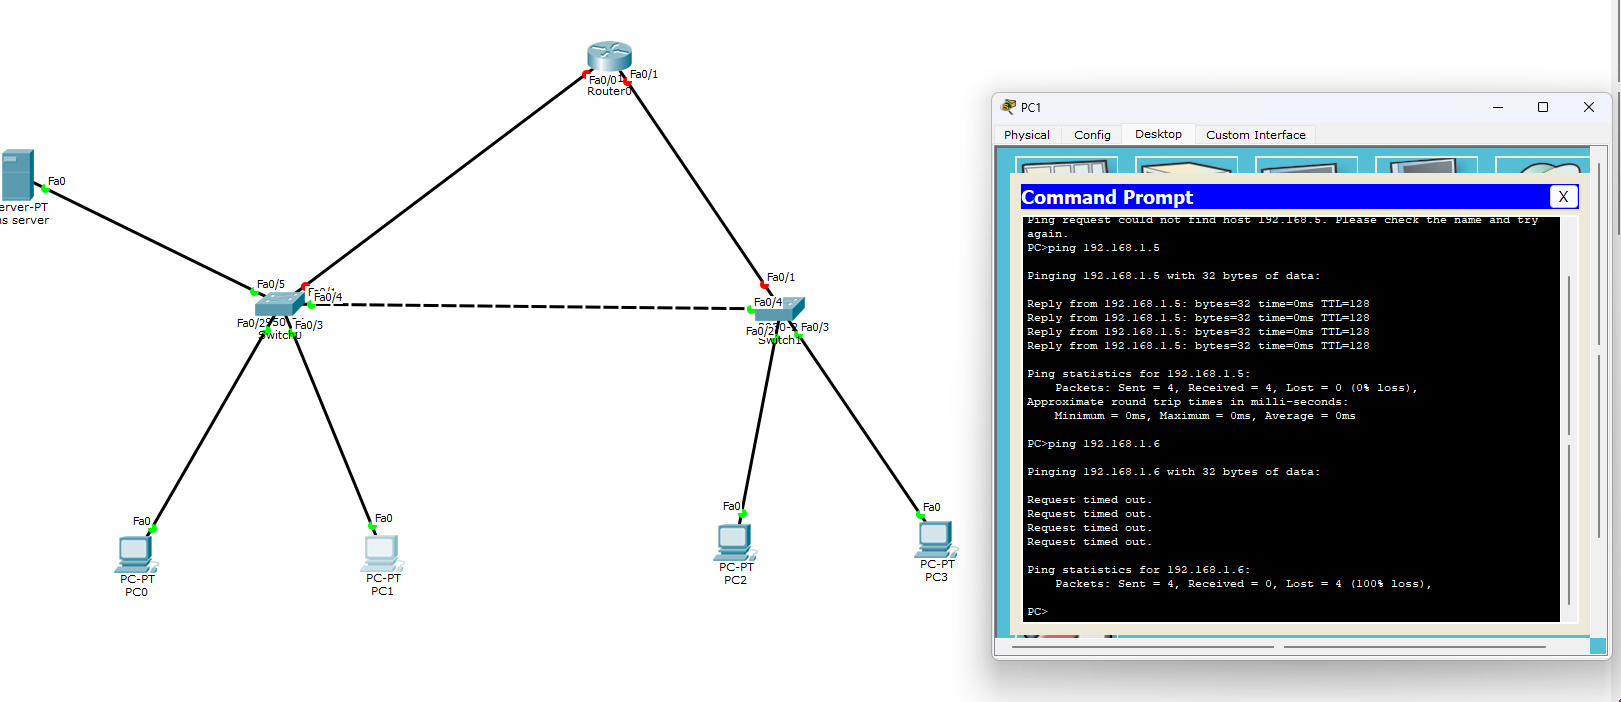 Fa0/0
Fa0/1
Router0
Fa0
erver-PT
ns server
Fa0/5
Fa0/4
Fa0/2
Fa0/3
Switch0
Fa0/1
Fa0/4
Fa0/2
Fa0/3
Switch1
Fa0
PC-PT
PC0
Fa0
PC-PT
PC1
Fa0
PC-PT
PC2
Fa0
PC-PT
PC3
PC1
Physical
Config
Desktop
Custom Interface
Command Prompt
X
Ping request could not find host 192.168.5. Please check the name and try
again.
PC>ping 192.168.1.5
Pinging 192.168.1.5 with 32 bytes of data:
Reply from 192.168.1.5: bytes=32 time=0ms TTL=128
Reply from 192.168.1.5: bytes=32 time=0ms TTL=128
Reply from 192.168.1.5: bytes=32 time=0ms TTL=128
Reply from 192.168.1.5: bytes=32 time=0ms TTL=128
Ping statistics for 192.168.1.5:
Packets: Sent = 4, Received = 4, Lost = 0 (0% loss),
Approximate round trip times in milli-seconds:
Minimum = 0ms, Maximum = 0ms, Average = 0ms
PC>ping 192.168.1.6
Pinging 192.168.1.6 with 32 bytes of data:
Request timed out.
Request timed out.
Request timed out.
Request timed out.
Ping statistics for 192.168.1.6:
Packets: Sent = 4, Received = 0, Lost = 4 (100% loss),
PC>